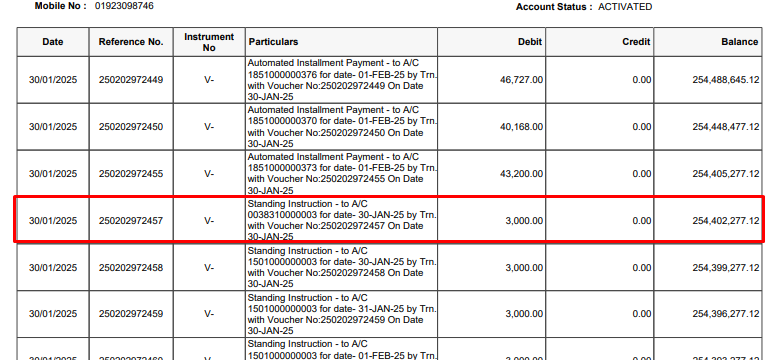 Mobile No : 01923098746 Account Status : ACTIVATED
Date Reference No. Instrument No Particulars Debit Credit Balance
30/01/2025 250202972449 V- Automated Installment Payment - to A/C
1851000000376 for date- 01-FEB-25 by Trn.
with Voucher No:250202972449 On Date
30-JAN-25 46,727.00 0.00 254,488,645.12
30/01/2025 250202972450 V- Automated Installment Payment - to A/C
1851000000370 for date- 01-FEB-25 by Trn.
with Voucher No:250202972450 On Date
30-JAN-25 40,168.00 0.00 254,448,477.12
30/01/2025 250202972455 V- Automated Installment Payment - to A/C
1851000000373 for date- 01-FEB-25 by Trn.
with Voucher No:250202972455 On Date
30-JAN-25 43,200.00 0.00 254,405,277.12
30/01/2025 250202972457 V- Standing Instruction - to A/C
0038310000003 for date- 30-JAN-25 by Trn.
with Voucher No:250202972457 On Date
30-JAN-25 3,000.00 0.00 254,402,277.12
30/01/2025 250202972458 V- Standing Instruction - to A/C
1501000000003 for date- 30-JAN-25 by Trn.
with Voucher No:250202972458 On Date
30-JAN-25 3,000.00 0.00 254,399,277.12
30/01/2025 250202972459 V- Standing Instruction - to A/C
1501000000003 for date- 31-JAN-25 by Trn.
with Voucher No:250202972459 On Date
30-JAN-25 3,000.00 0.00 254,396,277.12
Standing Instruction - to A/C
1501000000003 for date- 01-FEB-25 by Trn.